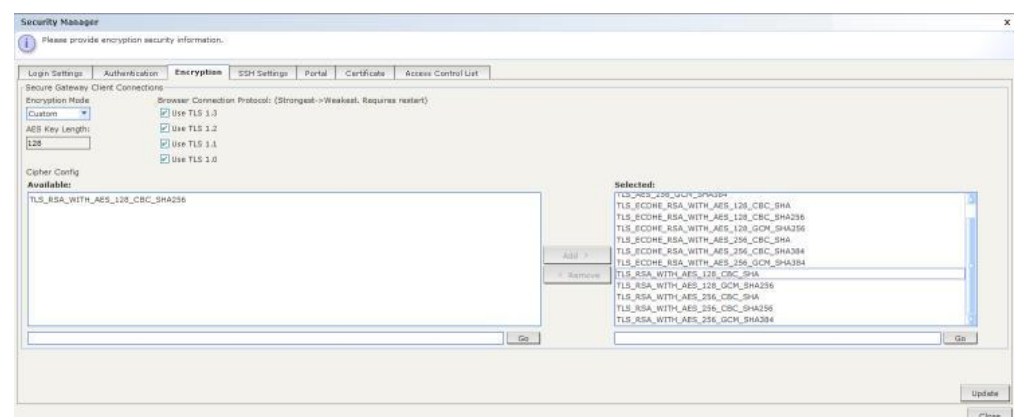 Security Manager
x
Please provide encryption security information.
Login Settings
Authentication
Encryption
SSH Settings
Portal
Certificate
Access Control List
Secure Gateway Client Connections
Encryption Mode
Browser Connection Protocol: (Strongest->Weakest. Requires restart)
Custom
Use TLS 1.3
AES Key Length:
Use TLS 1.2
128
Use TLS 1.1
Use TLS 1.0
Cipher Config
Available:
Selected:
TLS_RSA_WITH_AES_128_CBC_SHA256
TLS_AES_256_GCM_SHA384
TLS_ECDHE_RSA_WITH_AES_128_CBC_SHA
TLS_ECDHE_RSA_WITH_AES_128_CBC_SHA256
TLS_ECDHE_RSA_WITH_AES_128_GCM_SHA256
TLS_ECDHE_RSA_WITH_AES_256_CBC_SHA
TLS_ECDHE_RSA_WITH_AES_256_CBC_SHA384
TLS_ECDHE_RSA_WITH_AES_256_GCM_SHA384
TLS_RSA_WITH_AES_128_CBC_SHA
TLS_RSA_WITH_AES_128_GCM_SHA256
TLS_RSA_WITH_AES_256_CBC_SHA
TLS_RSA_WITH_AES_256_CBC_SHA256
TLS_RSA_WITH_AES_256_GCM_SHA384
Add >
< Remove
Go
Go
Update
Close